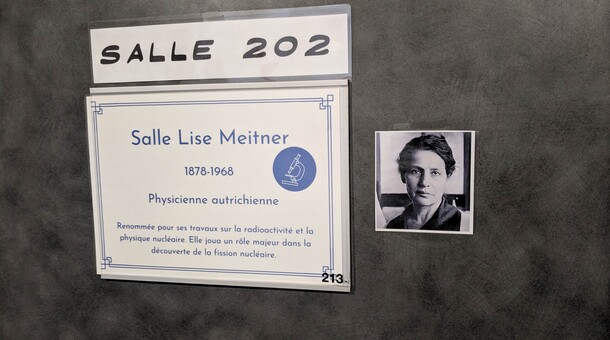 SALLE 202
Salle Lise Meitner
1878-1968
Physicienne autrichienne
Renommée pour ses travaux sur la radioactivité et la
physique nucléaire. Elle joua un rôle majeur dans la
découverte de la fission nucléaire.
213